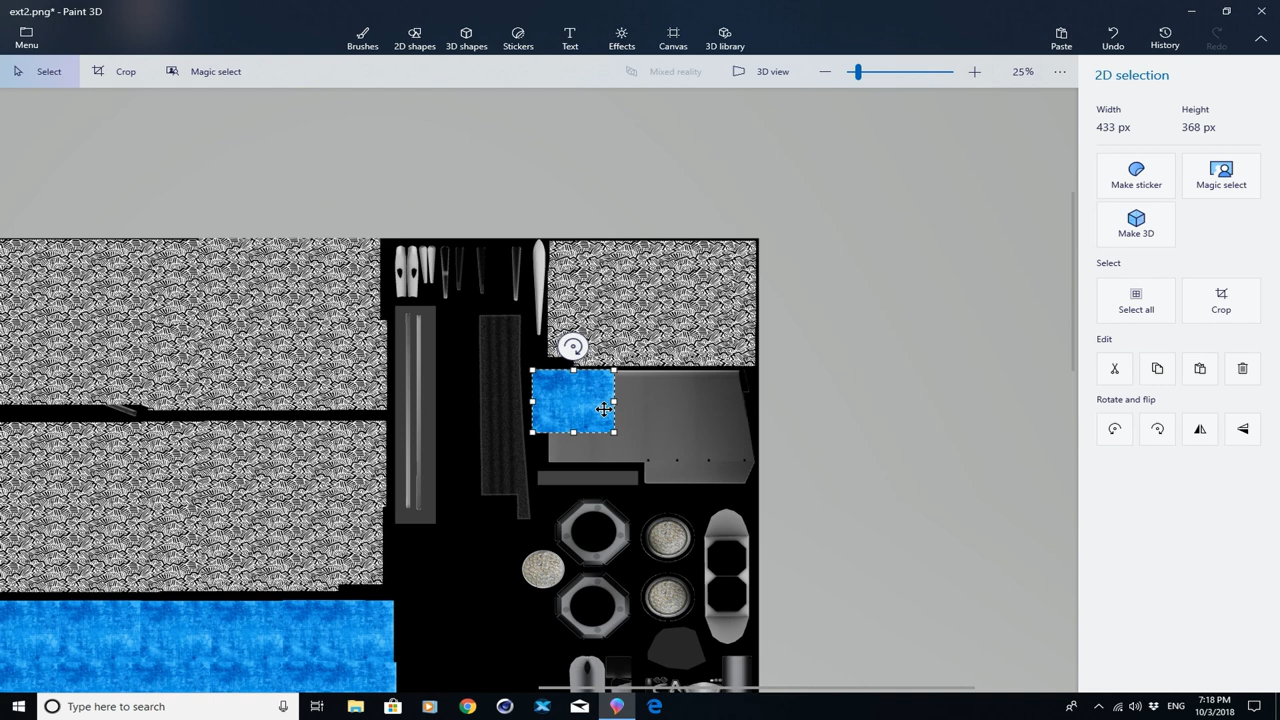 ext2.png* - Paint 3D
Menu
Brushes
2D shapes
3D shapes
Stickers
Text
Effects
Canvas
3D library
Paste
Undo
History
Redo
Select
Crop
Magic select
Mixed reality
3D view
25%
2D selection
Width
Height
433 px
368 px
Make sticker
Magic select
Make 3D
Select
Select all
Crop
Edit
Rotate and flip
Type here to search
ENG
7:18 PM
10/3/2018